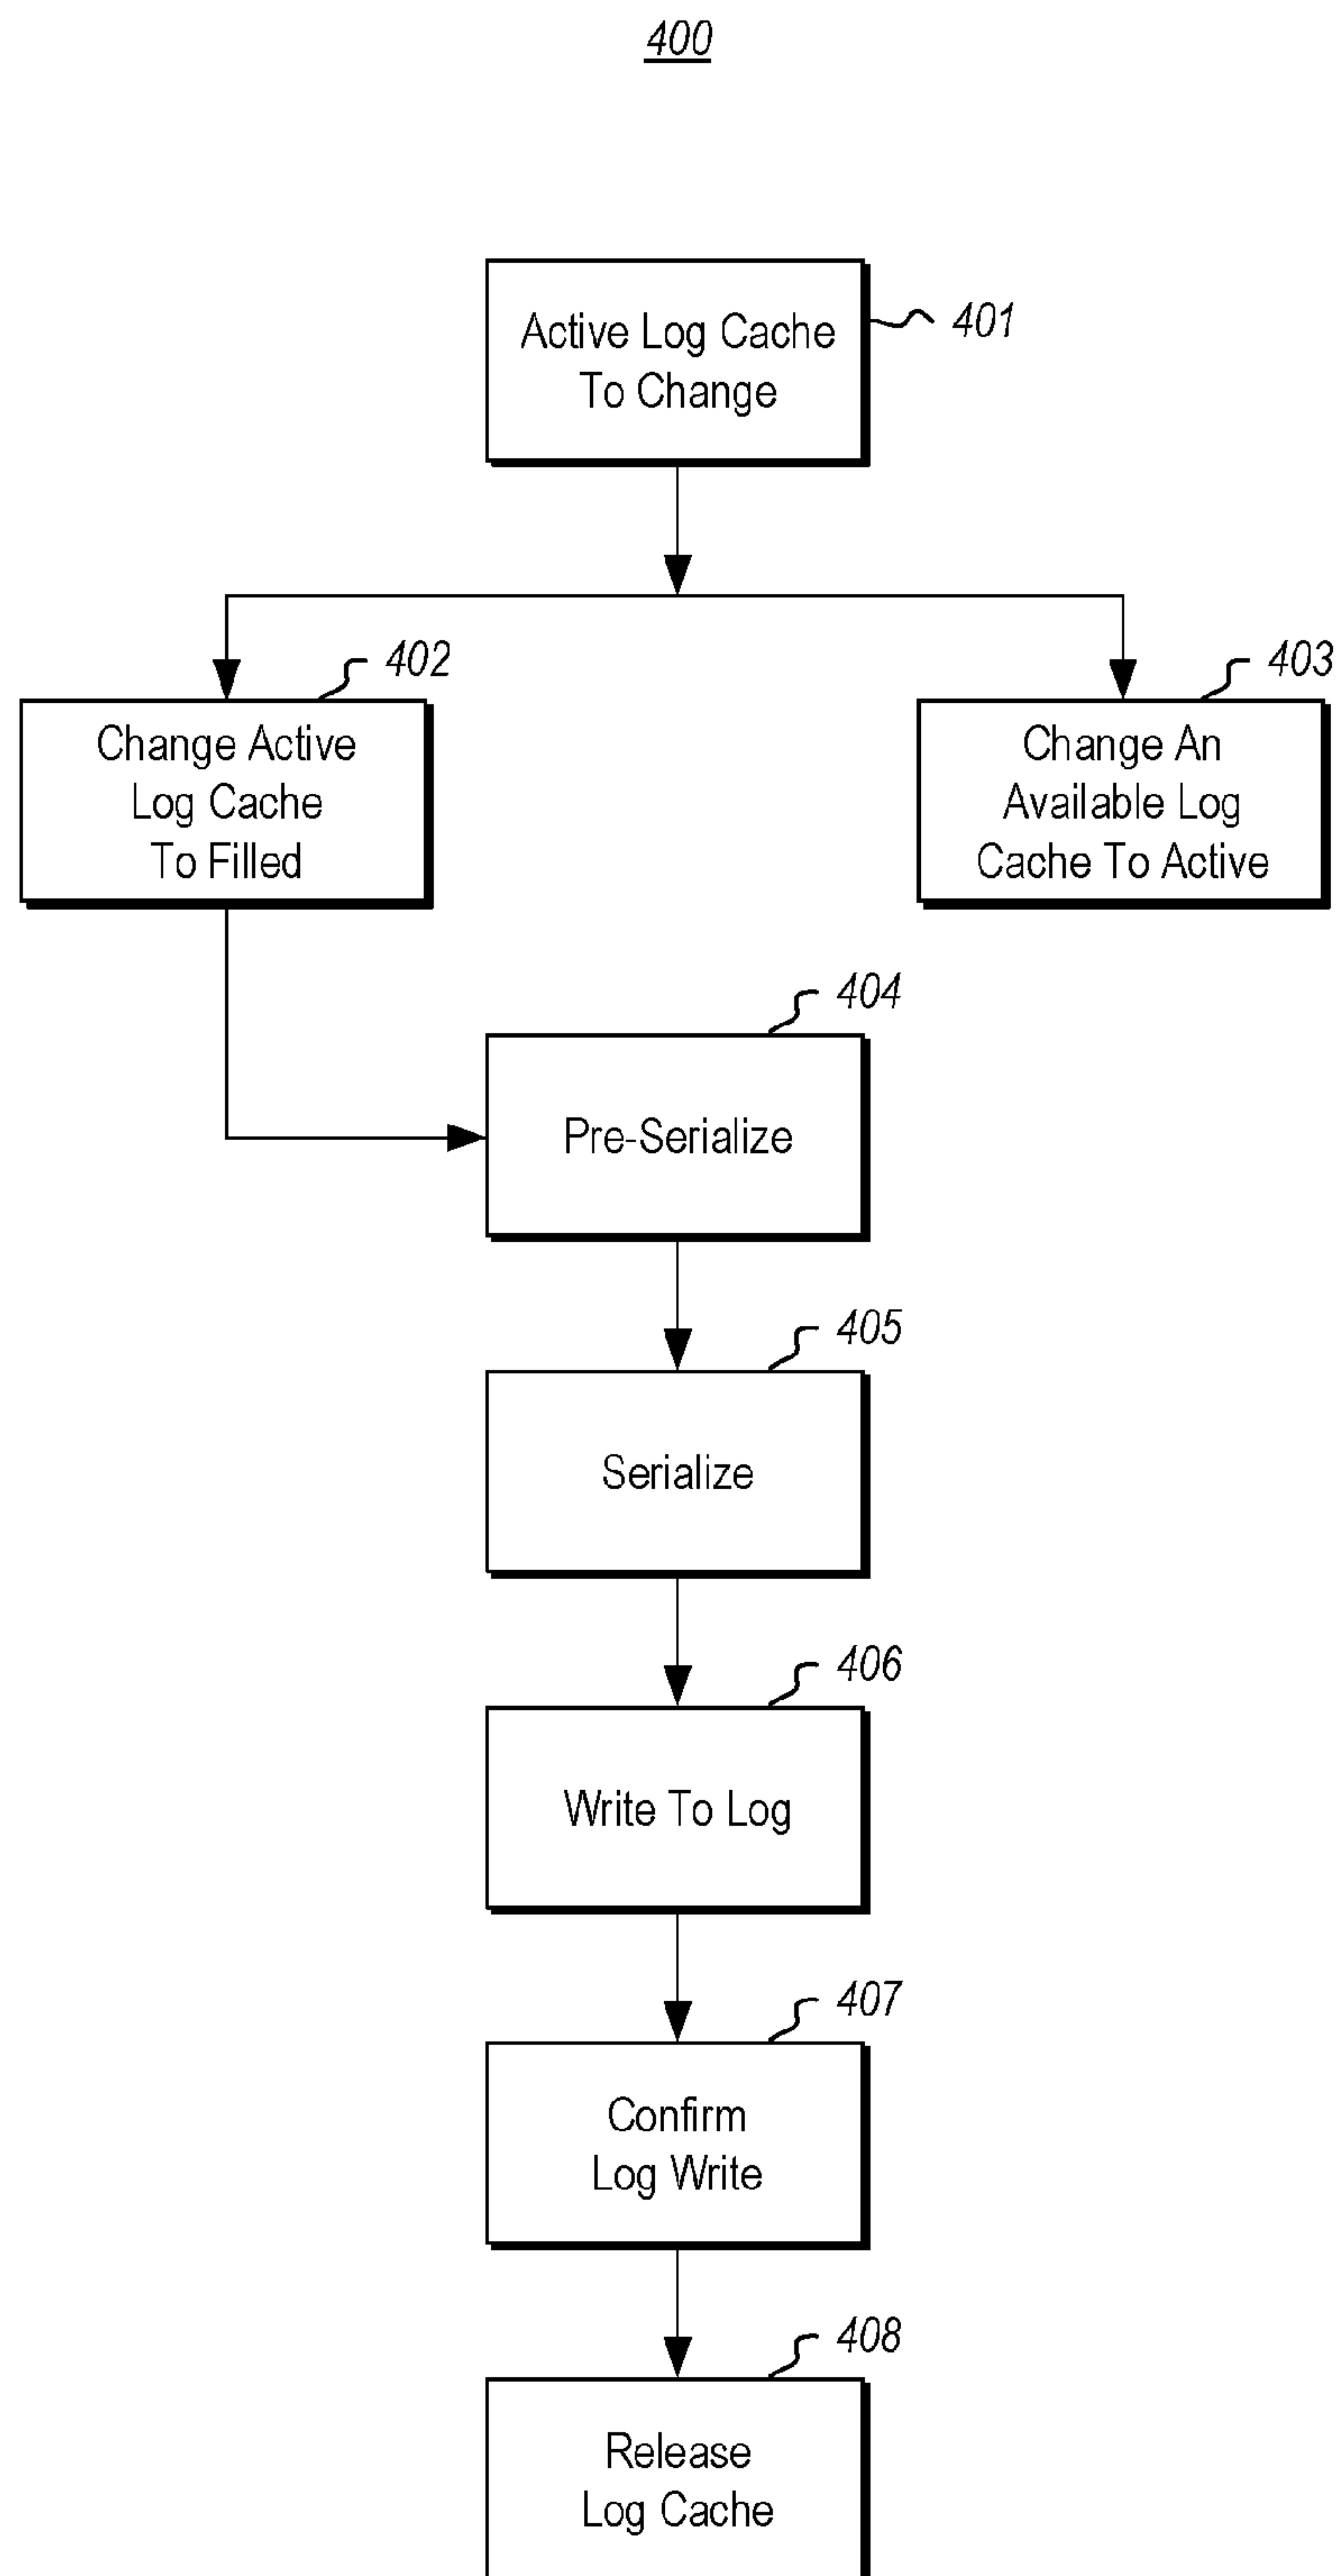 400
Active Log Cache
To Change
401
402
403
Change Active
Log Cache
To Filled
Change An
Available Log
Cache To Active
404
Pre-Serialize
405
Serialize
406
Write To Log
407
Confirm
Log Write
408
Release
Log Cache